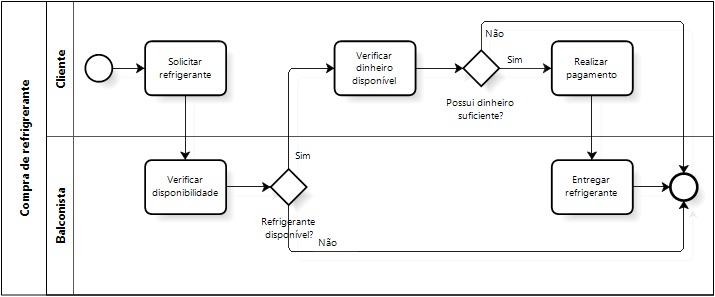 Compra de refrigrerante
Cliente
Solicitar
refrigerante
Verificar
dinheiro
disponível
Não
Sim
Possui dinheiro
suficiente?
Realizar
pagamento
Balconista
Verificar
disponibilidade
Sim
Refrigerante
disponível?
Não
Entregar
refrigerante